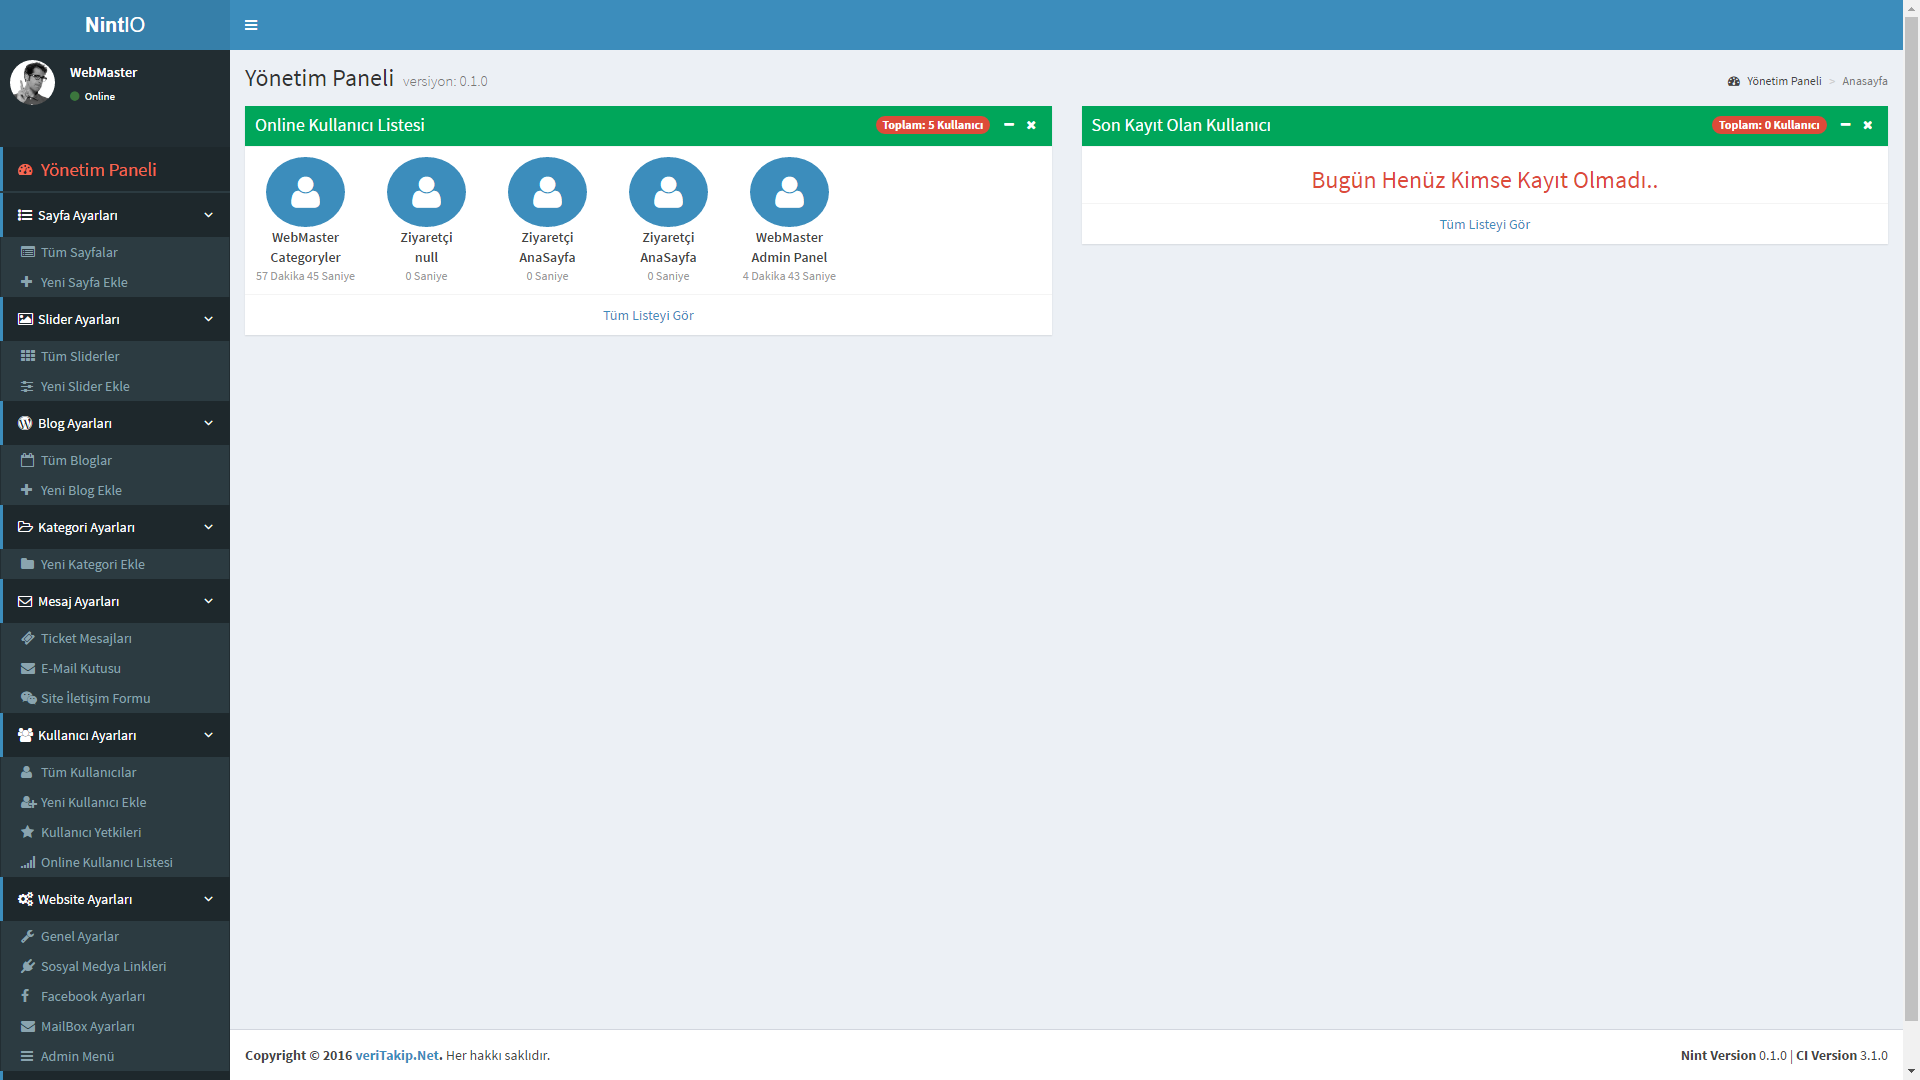 NintIO
WebMaster
Online
Yönetim Paneli
Sayfa Ayarları
Tüm Sayfalar
Yeni Sayfa Ekle
Slider Ayarları
Tüm Sliderler
Yeni Slider Ekle
Blog Ayarları
Tüm Bloglar
Yeni Blog Ekle
Kategori Ayarları
Yeni Kategori Ekle
Mesaj Ayarları
Ticket Mesajları
E-Mail Kutusu
Site İletişim Formu
Kullanıcı Ayarları
Tüm Kullanıcılar
Yeni Kullanıcı Ekle
Kullanıcı Yetkileri
Online Kullanıcı Listesi
Website Ayarları
Genel Ayarlar
Sosyal Medya Linkleri
Facebook Ayarları
MailBox Ayarları
Admin Menü
Yönetim Paneli versiyon: 0.1.0
Yönetim Paneli > Anasayfa
Online Kullanıcı Listesi
Toplam: 5 Kullanıcı
WebMaster
Categoryler
57 Dakika 45 Saniye
Ziyaretçi
null
0 Saniye
Ziyaretçi
AnaSayfa
0 Saniye
Ziyaretçi
AnaSayfa
0 Saniye
WebMaster
Admin Panel
4 Dakika 43 Saniye
Tüm Listeyi Gör
Son Kayıt Olan Kullanıcı
Toplam: 0 Kullanıcı
Bugün Henüz Kimse Kayıt Olmadı..
Tüm Listeyi Gör
Copyright © 2016 veriTakip.Net. Her hakkı saklıdır.
Nint Version 0.1.0 | CI Version 3.1.0